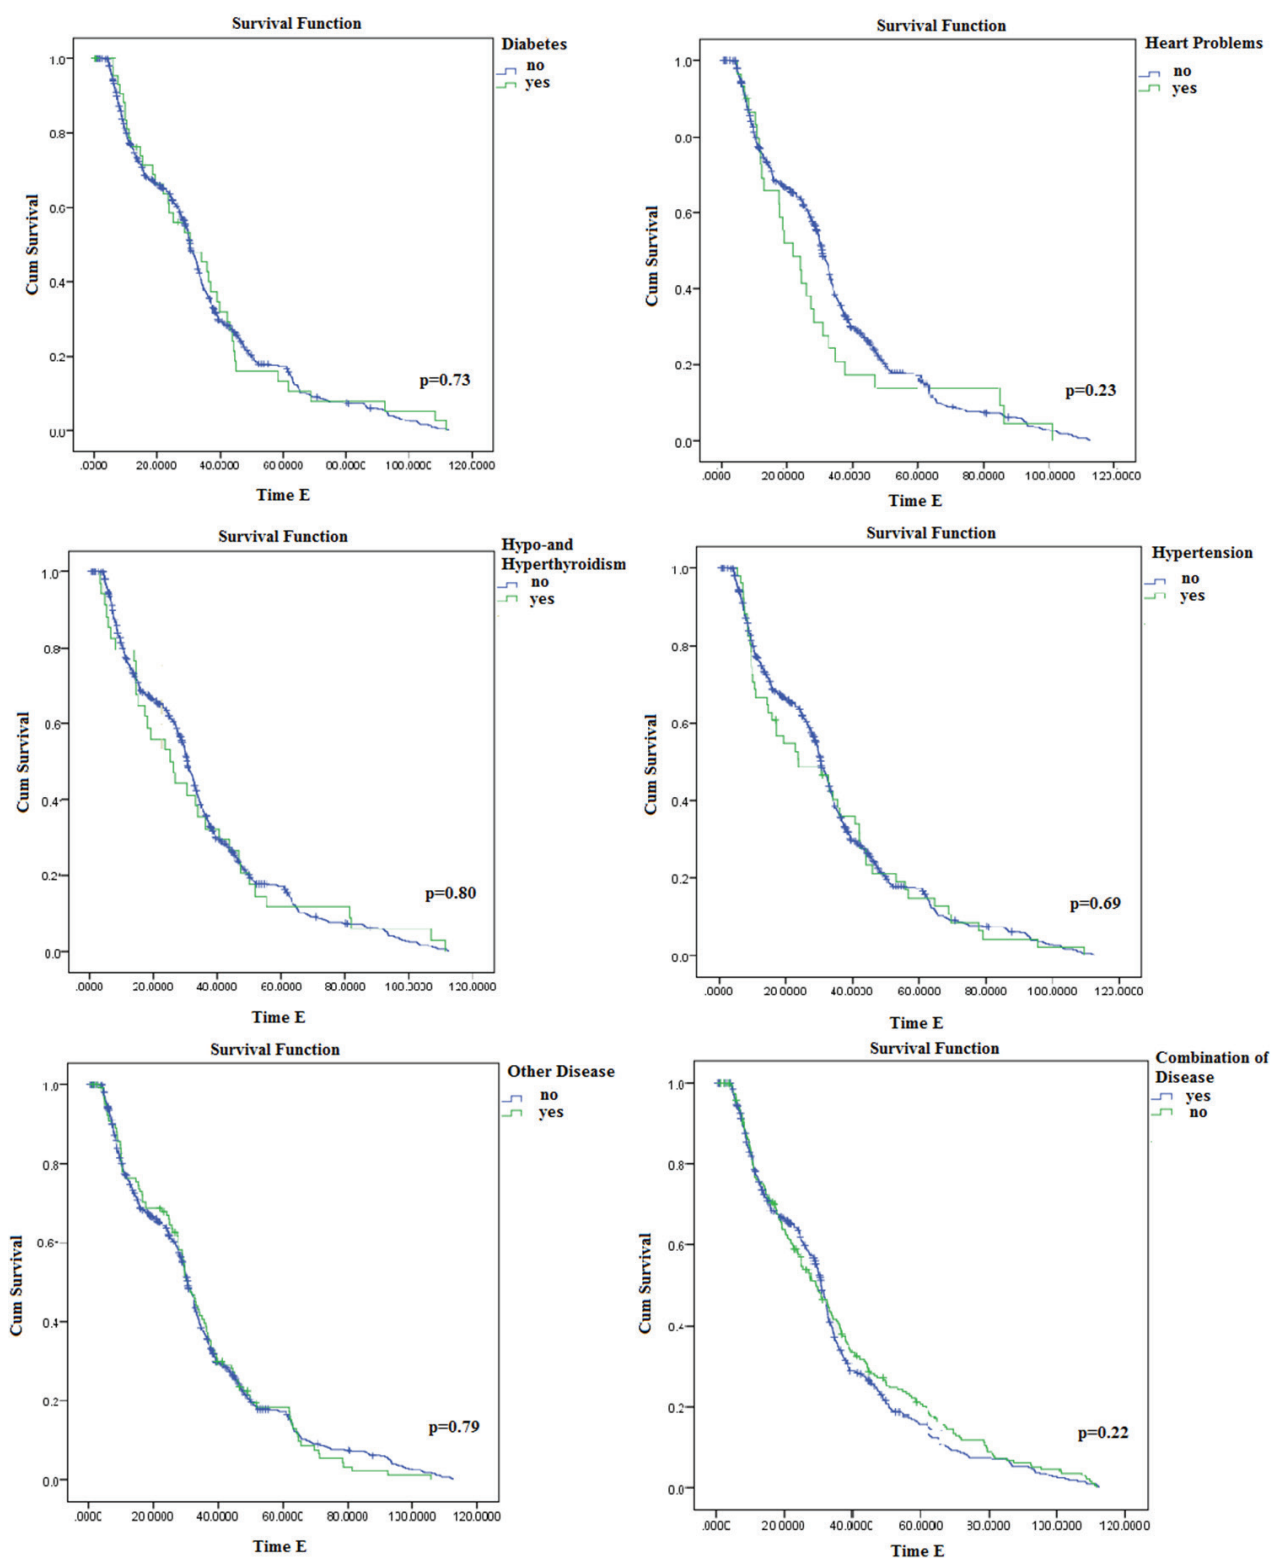 Survival Function
Diabetes
no
yes
1.0
0.8
0.6
0.4
0.2
0.0
Cum Survival
p=0.73
.0000 20.0000 40.0000 60.0000 80.0000 100.0000 120.0000
Time E
Survival Function
Heart Problems
no
yes
1.0
0.8
0.6
0.4
0.2
0.0
Cum Survival
p=0.23
.0000 20.0000 40.0000 60.0000 80.0000 100.0000 120.0000
Time E
Survival Function
Hypo-and
Hyperthyroidism
no
yes
1.0
0.8
0.6
0.4
0.2
0.0
Cum Survival
p=0.80
.0000 20.0000 40.0000 60.0000 80.0000 100.0000 120.0000
Time E
Survival Function
Hypertension
no
yes
1.0
0.8
0.6
0.4
0.2
0.0
Cum Survival
p=0.69
.0000 20.0000 40.0000 60.0000 80.0000 100.0000 120.0000
Time E
Survival Function
Other Disease
no
yes
1.0
0.8
0.6
0.4
0.2
0.0
Cum Survival
p=0.79
.0000 20.0000 40.0000 60.0000 80.0000 100.0000 120.0000
Time E
Survival Function
Combination of
Disease
yes
no
1.0
0.8
0.6
0.4
0.2
0.0
Cum Survival
p=0.22
.0000 20.0000 40.0000 60.0000 80.0000 100.0000 120.0000
Time E